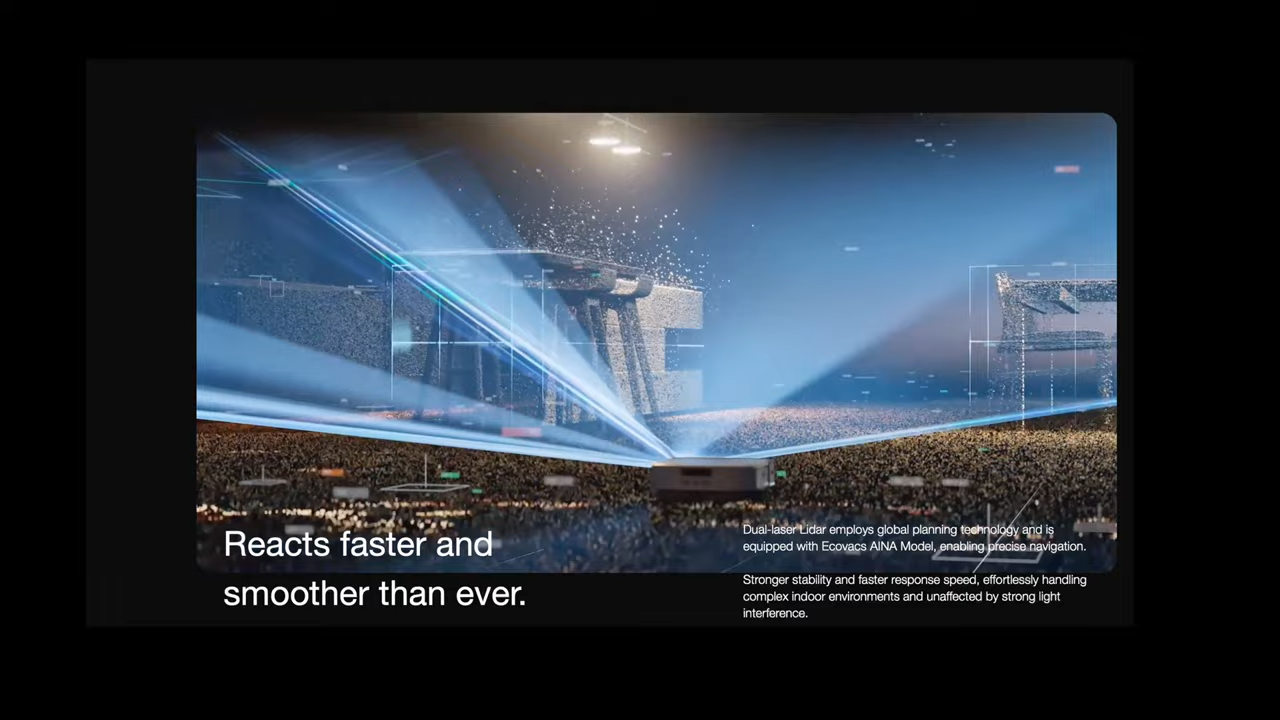 Reacts faster and
smoother than ever.
Dual-laser Lidar employs global planning technology and is
equipped with Ecovacs AINA Model, enabling precise navigation.
Stronger stability and faster response speed, effortlessly handling
complex indoor environments and unaffected by strong light
interference.